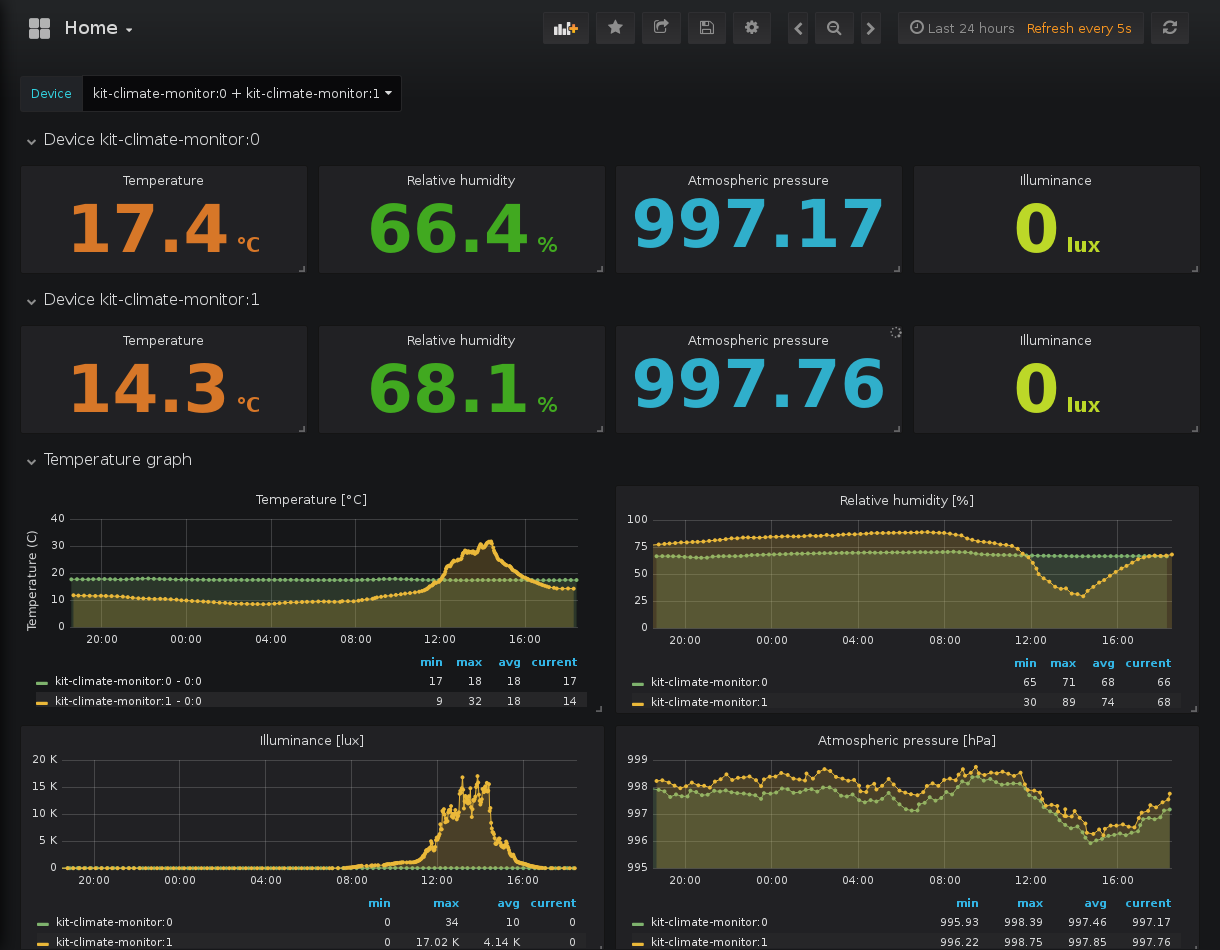 Home
Last 24 hours Refresh every 5s
Device kit-climate-monitor:0 + kit-climate-monitor:1
Device kit-climate-monitor:0
Temperature Relative humidity Atmospheric pressure Illuminance
17.4 °C 66.4 % 997.17 0 lux
Device kit-climate-monitor:1
Temperature Relative humidity Atmospheric pressure Illuminance
14.3 °C 68.1 % 997.76 0 lux
Temperature graph
Temperature [°C]
Temperature (C)
40
30
20
10
0
20:00 00:00 04:00 08:00 12:00 16:00
min max avg current
kit-climate-monitor:0 - 0:0 17 18 18 17
kit-climate-monitor:1 - 0:0 9 32 18 14
Relative humidity [%]
100
75
50
25
0
20:00 00:00 04:00 08:00 12:00 16:00
min max avg current
kit-climate-monitor:0 65 71 68 66
kit-climate-monitor:1 30 89 74 68
Illuminance [lux]
20 K
15 K
10 K
5 K
0
20:00 00:00 04:00 08:00 12:00 16:00
min max avg current
kit-climate-monitor:0 0 34 10 0
kit-climate-monitor:1 0 17.02 K 4.14 K 0
Atmospheric pressure [hPa]
999
998
997
996
995
20:00 00:00 04:00 08:00 12:00 16:00
min max avg current
kit-climate-monitor:0 995.93 998.39 997.46 997.17
kit-climate-monitor:1 996.22 998.75 997.85 997.76